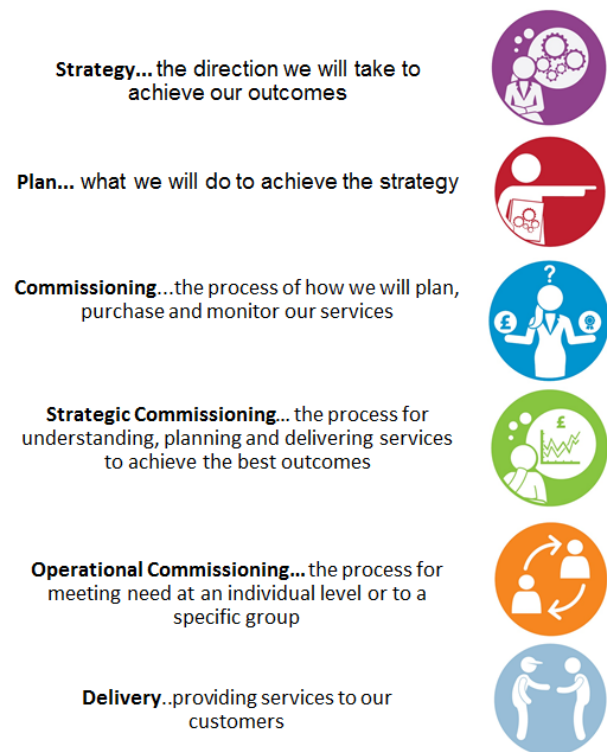 Strategy... the direction we will take to
achieve our outcomes
Plan... what we will do to achieve the strategy
Commissioning...the process of how we will plan,
purchase and monitor our services
?
£
Strategic Commissioning... the process for
understanding, planning and delivering services
to achieve the best outcomes
£
Operational Commissioning...the process for
meeting need at an individual level or to a
specific group
Delivery..providing services to our
customers